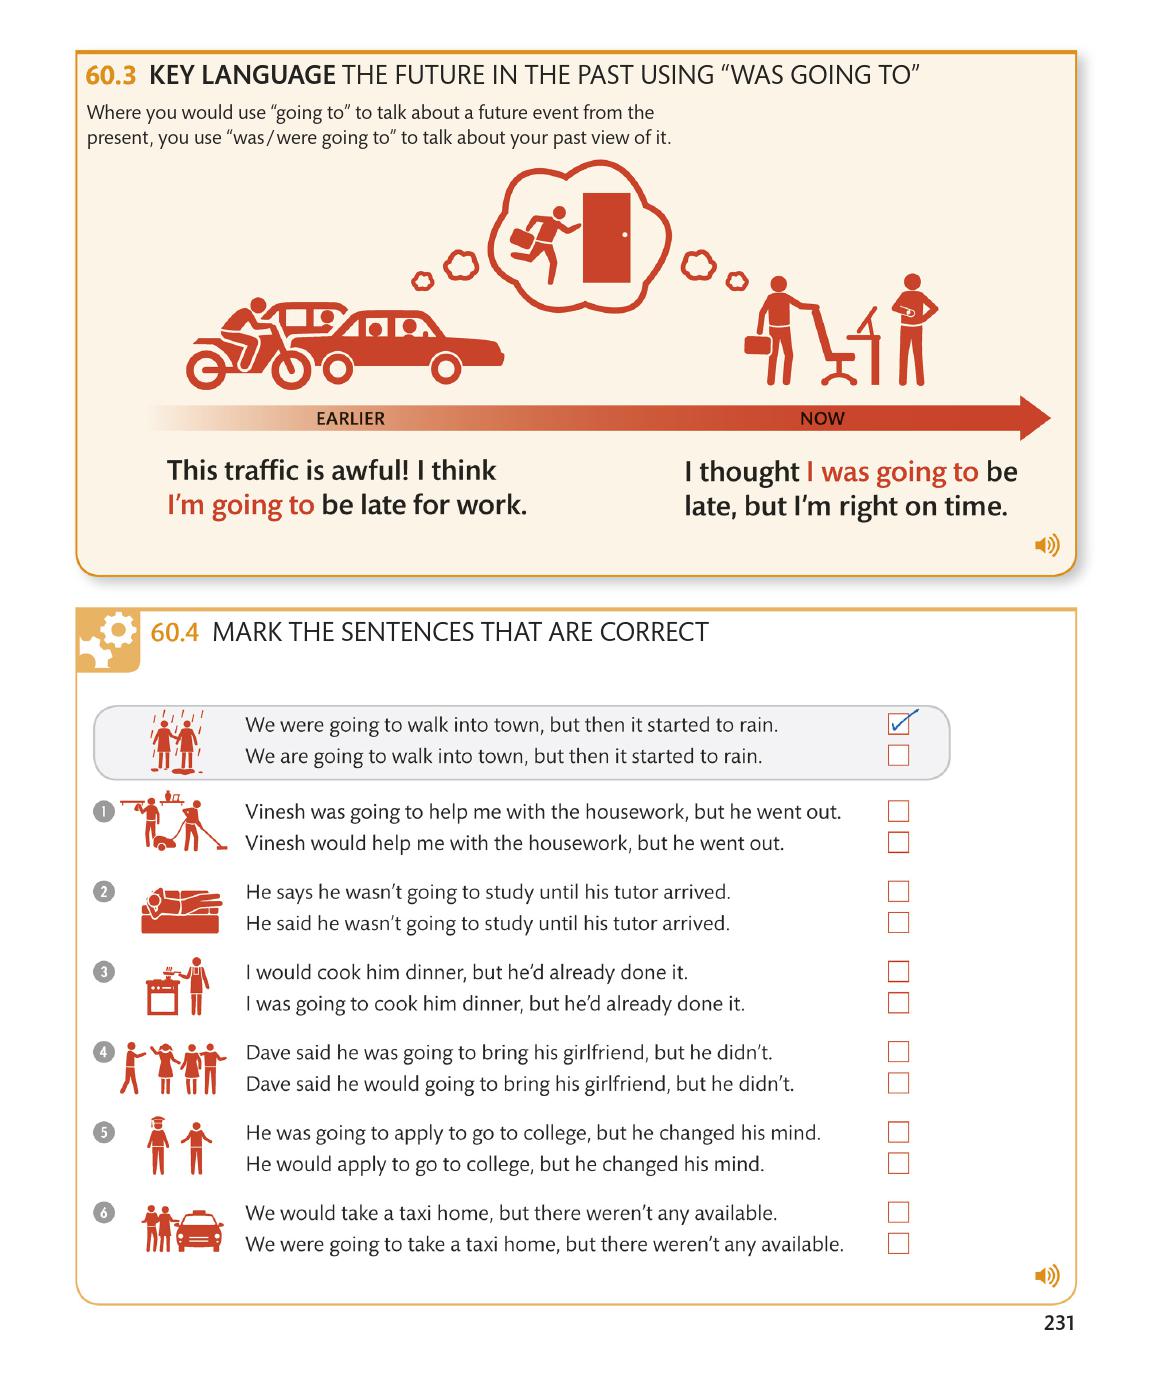 60.3 KEY LANGUAGE THE FUTURE IN THE PAST USING “WAS GOING TO”
Where you would use “going to” to talk about a future event from the
present, you use “was/were going to” to talk about your past view of it.
EARLIER
NOW
This traffic is awful! I think
I’m going to be late for work.
I thought I was going to be
late, but I’m right on time.
60.4 MARK THE SENTENCES THAT ARE CORRECT
We were going to walk into town, but then it started to rain.
We are going to walk into town, but then it started to rain.
1 Vinesh was going to help me with the housework, but he went out.
Vinesh would help me with the housework, but he went out.
2 He says he wasn’t going to study until his tutor arrived.
He said he wasn’t going to study until his tutor arrived.
3 I would cook him dinner, but he’d already done it.
I was going to cook him dinner, but he’d already done it.
4 Dave said he was going to bring his girlfriend, but he didn’t.
Dave said he would going to bring his girlfriend, but he didn’t.
5 He was going to apply to go to college, but he changed his mind.
He would apply to go to college, but he changed his mind.
6 We would take a taxi home, but there weren’t any available.
We were going to take a taxi home, but there weren’t any available.
231